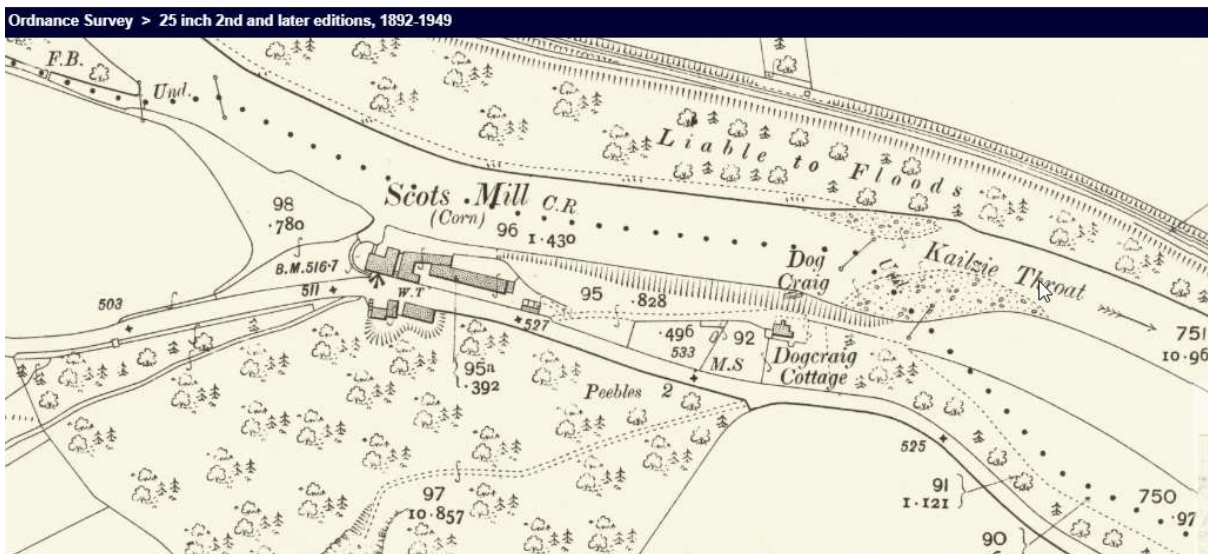 Ordnance Survey > 25 inch 2nd and later editions, 1892-1949
F.B.
Und.
Liable to Floods
Scots Mill
(Corn)
C.R.
98
·780
96
1·430
B.M.516·7
503
511
W.T
527
95
·828
Dog
Craig
Und.
Kailzie Throat
·496
533
92
M.S
Dogcraig
Cottage
95a
·392
Peebles 2
751
10·96
525
97
10·857
91
1·121
750
·97
90